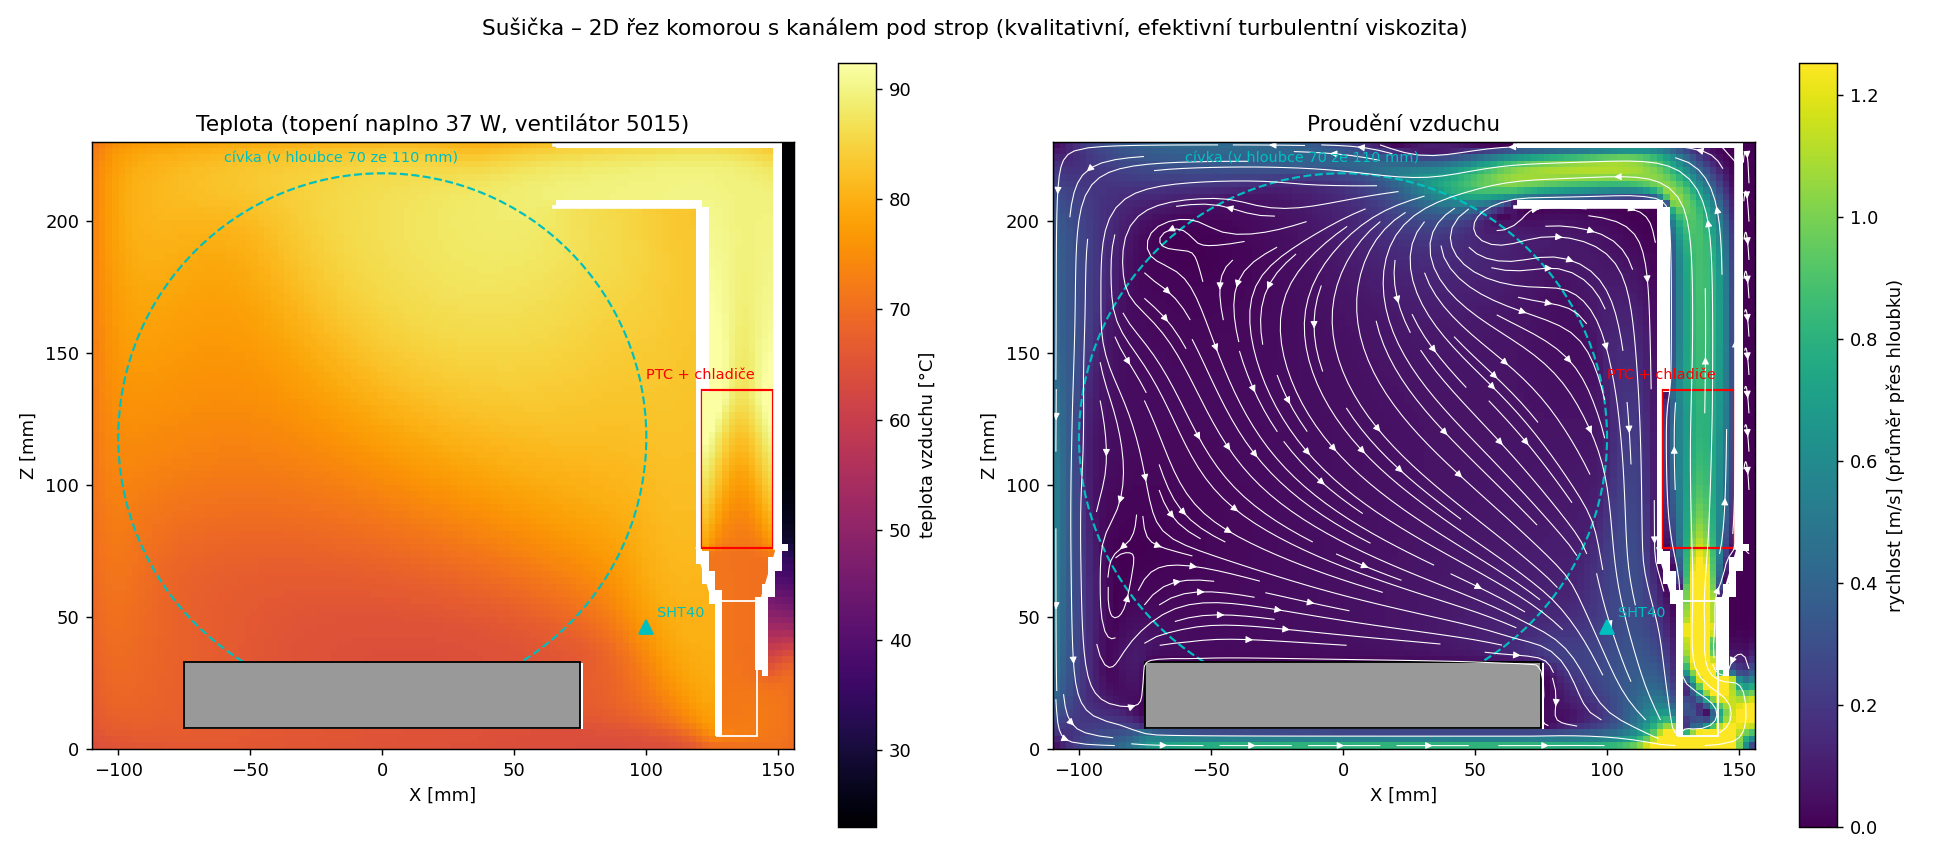 Sušička – 2D řez komorou s kanálem pod strop (kvalitativní, efektivní turbulentní viskozita)
Teplota (topení naplno 37 W, ventilátor 5015)
cívka (v hloubce 70 ze 110 mm)
PTC + chladiče
SHT40
Z [mm]
200
150
100
50
0
−100
−50
0
50
100
150
X [mm]
90
80
70
60
50
40
30
teplota vzduchu [°C]
Proudění vzduchu
cívka (v hloubce 70 ze 110 mm)
PTC + chladiče
SHT40
Z [mm]
200
150
100
50
0
−100
−50
0
50
100
150
X [mm]
1.2
1.0
0.8
0.6
0.4
0.2
0.0
rychlost [m/s] (průměr přes hloubku)